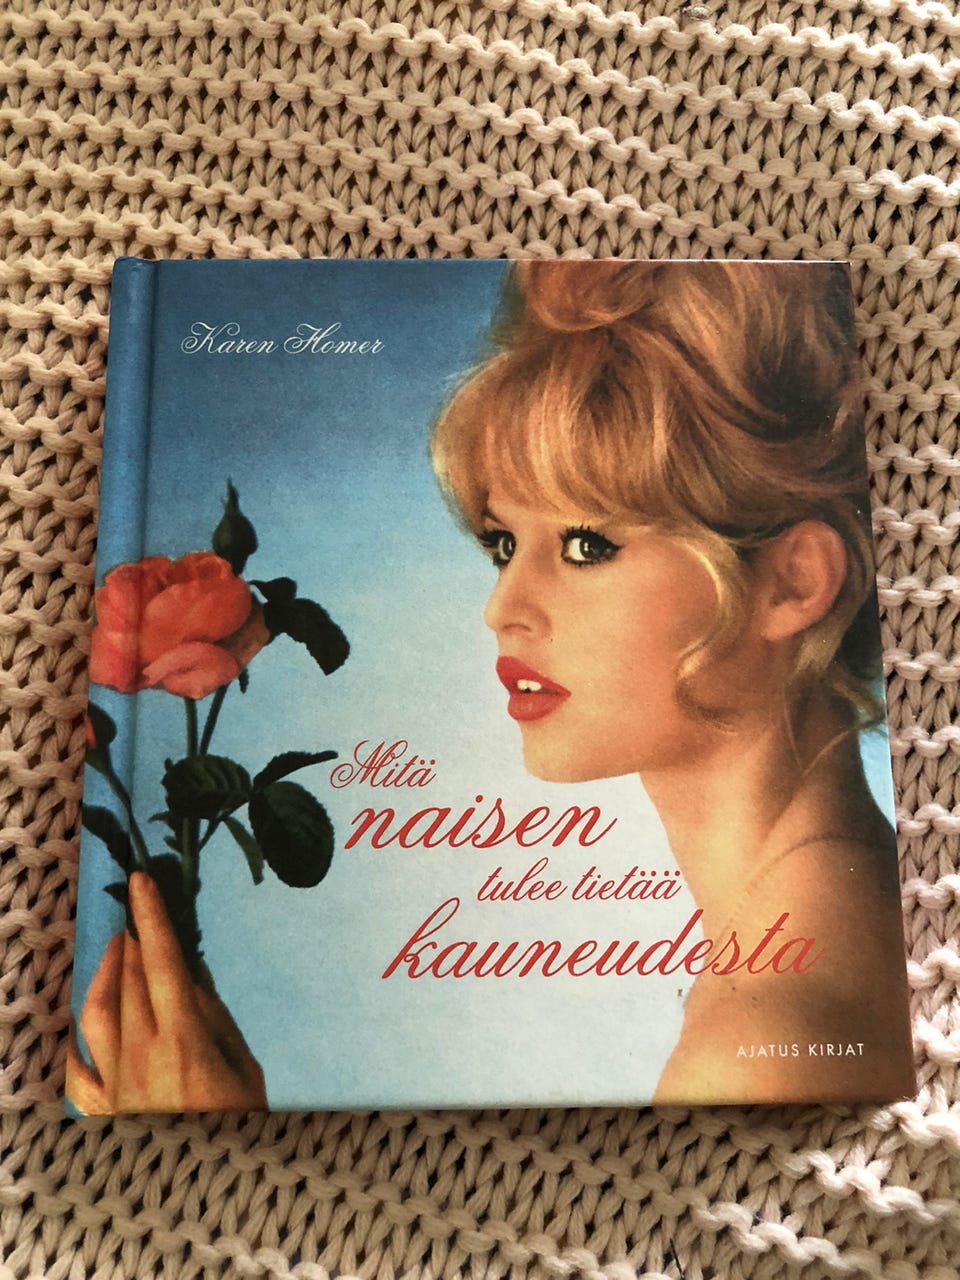 Karen Homer
Mitä
naisen
tulee tietää
kauneudesta
AJATUS KIRJAT